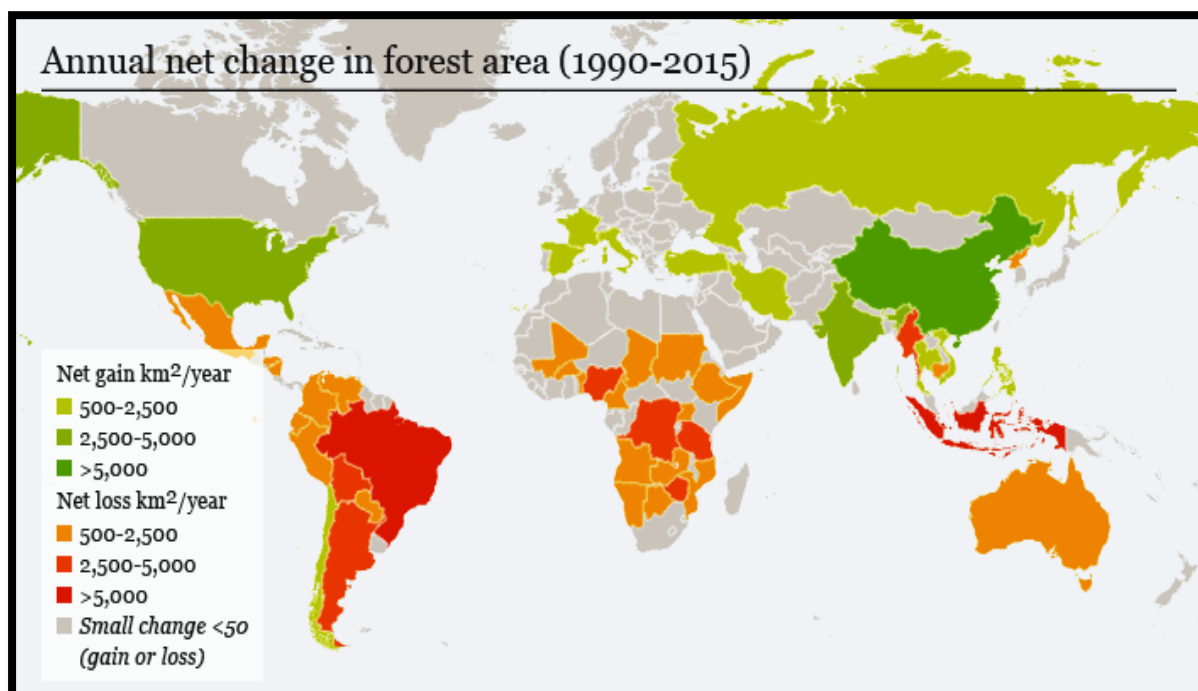 Annual net change in forest area (1990-2015)
Net gain km²/year
500-2,500
2,500-5,000
>5,000
Net loss km²/year
500-2,500
2,500-5,000
>5,000
Small change <50
(gain or loss)